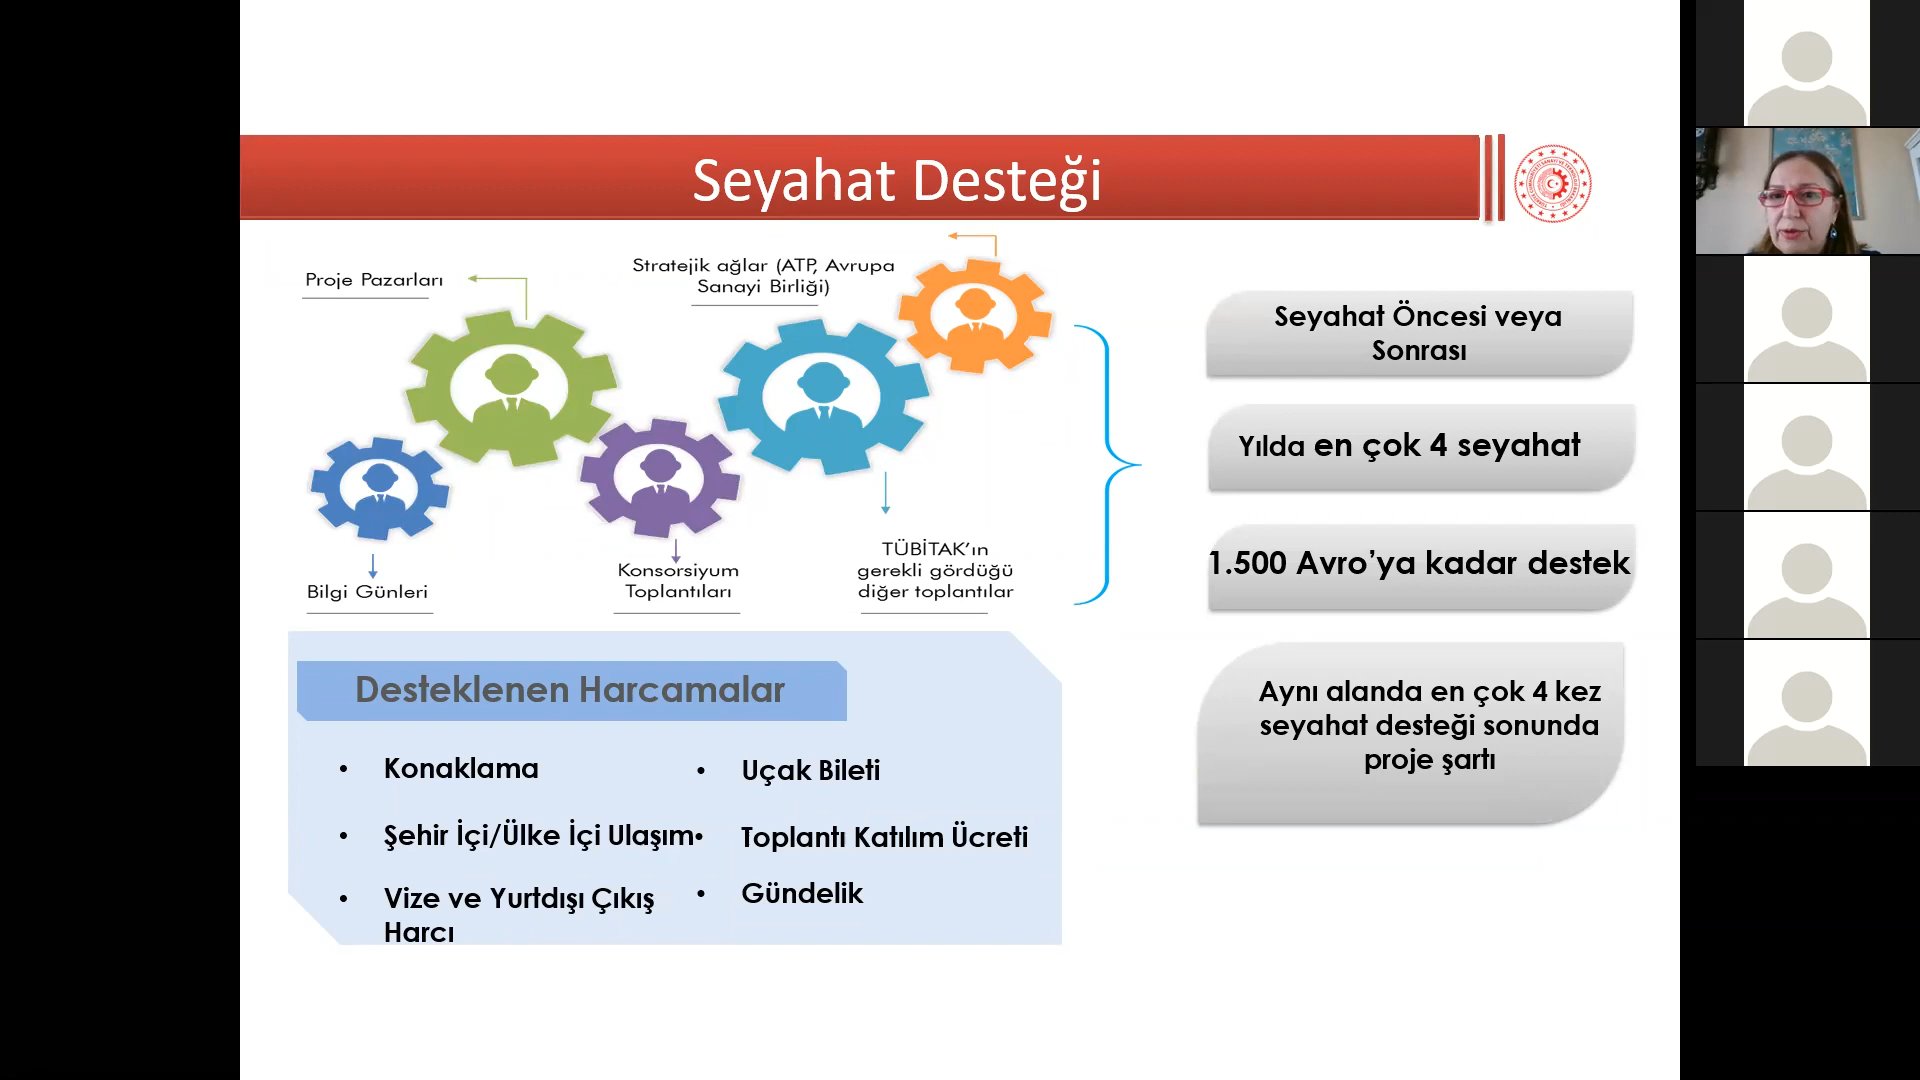 Seyahat Desteği
Proje Pazarları
Stratejik ağlar (ATP, Avrupa
Sanayi Birliği)
Bilgi Günleri
Konsorsiyum
Toplantıları
TÜBİTAK’ın
gerekli gördüğü
diğer toplantılar
Seyahat Öncesi veya
Sonrası
Yılda en çok 4 seyahat
1.500 Avro’ya kadar destek
Aynı alanda en çok 4 kez
seyahat desteği sonunda
proje şartı
Desteklenen Harcamalar
• Konaklama
• Şehir İçi/Ülke İçi Ulaşım
• Vize ve Yurtdışı Çıkış
Harcı
• Uçak Bileti
• Toplantı Katılım Ücreti
• Gündelik